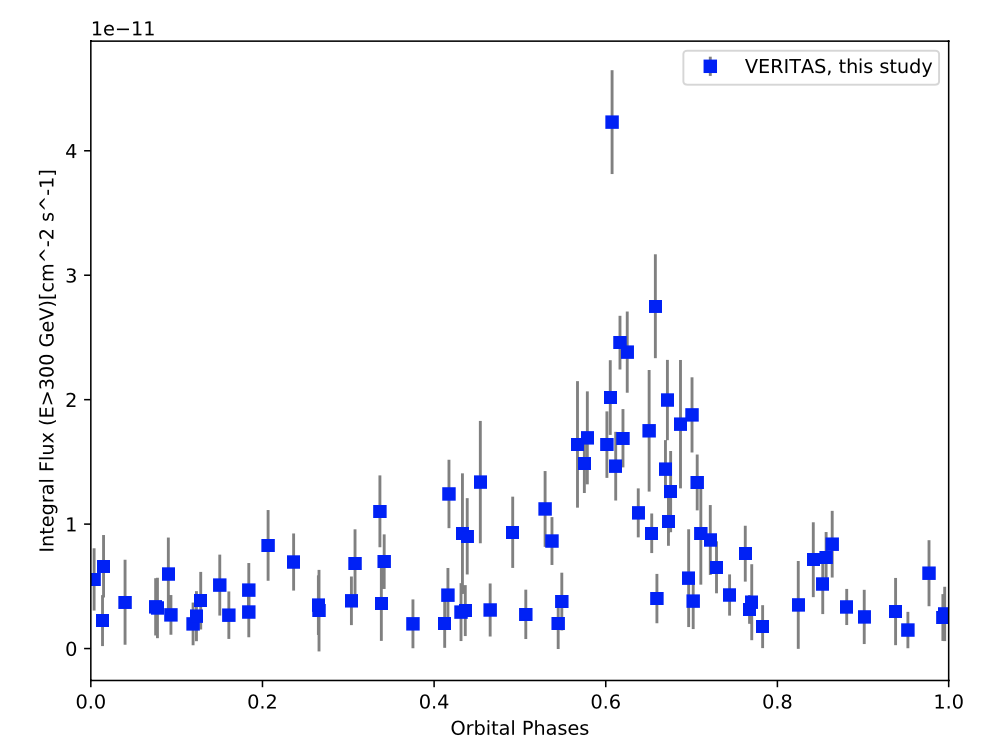 1e−11
VERITAS, this study
Integral Flux (E>300 GeV)[cm^-2 s^-1]
4
3
2
1
0
0.0 0.2 0.4 0.6 0.8 1.0
Orbital Phases